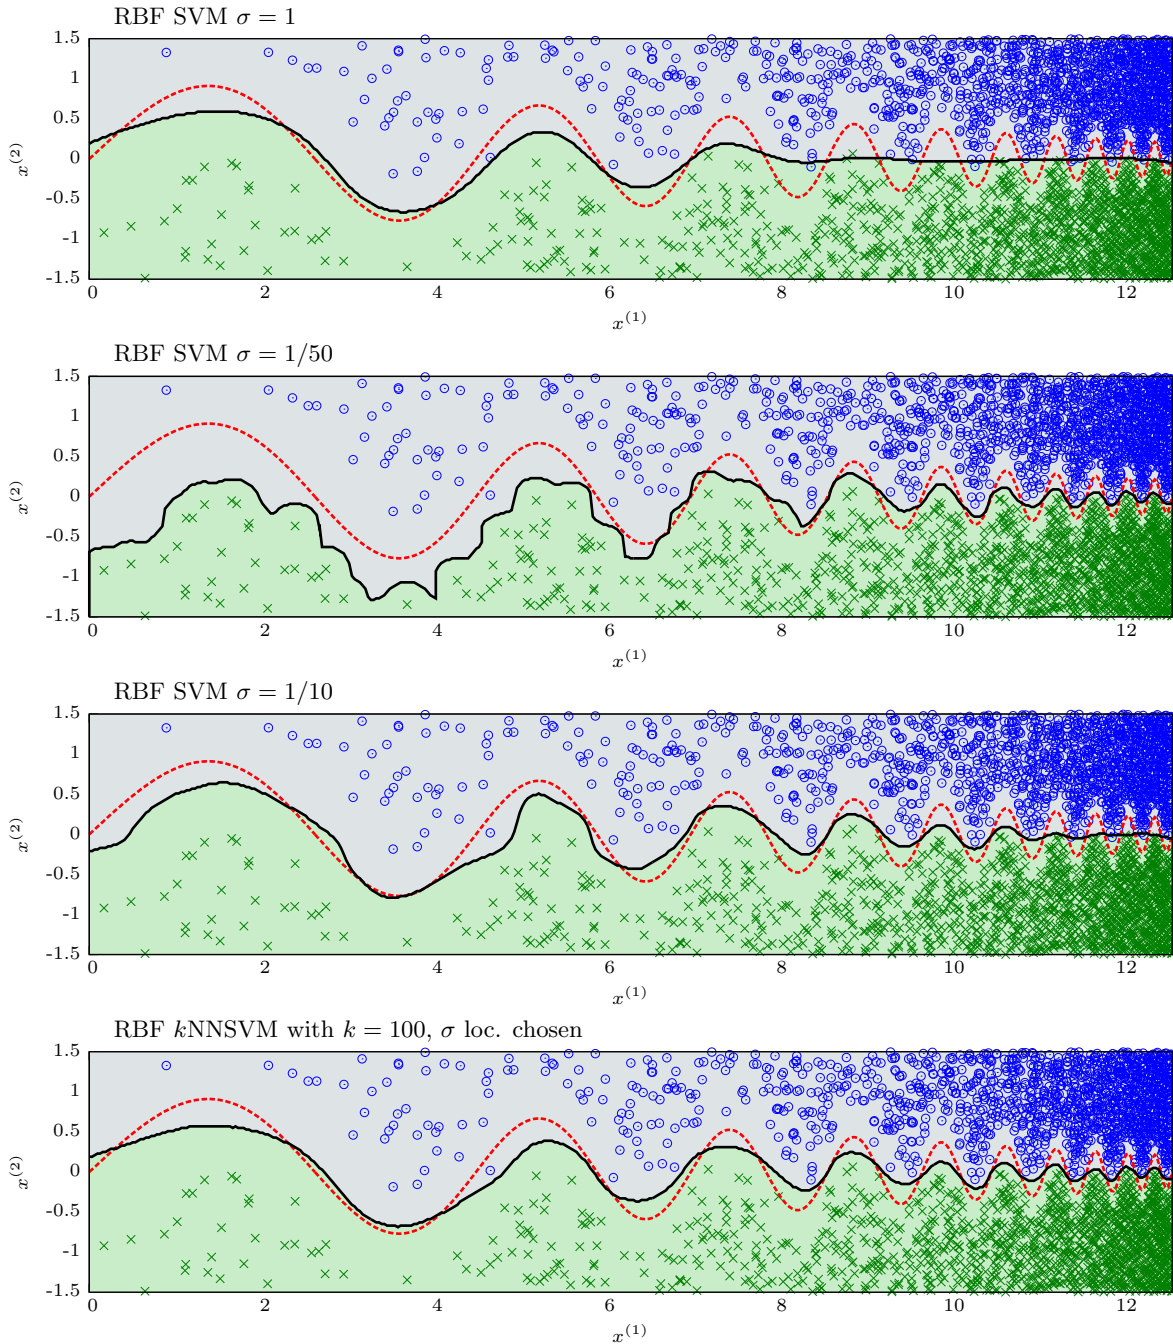 RBF SVM σ = 1
1.5
1
0.5
0
-0.5
-1
-1.5
x^(2)
0 2 4 6 8 10 12
x^(1)
RBF SVM σ = 1/50
1.5
1
0.5
0
-0.5
-1
-1.5
x^(2)
0 2 4 6 8 10 12
x^(1)
RBF SVM σ = 1/10
1.5
1
0.5
0
-0.5
-1
-1.5
x^(2)
0 2 4 6 8 10 12
x^(1)
RBF kNNSVM with k = 100, σ loc. chosen
1.5
1
0.5
0
-0.5
-1
-1.5
x^(2)
0 2 4 6 8 10 12
x^(1)